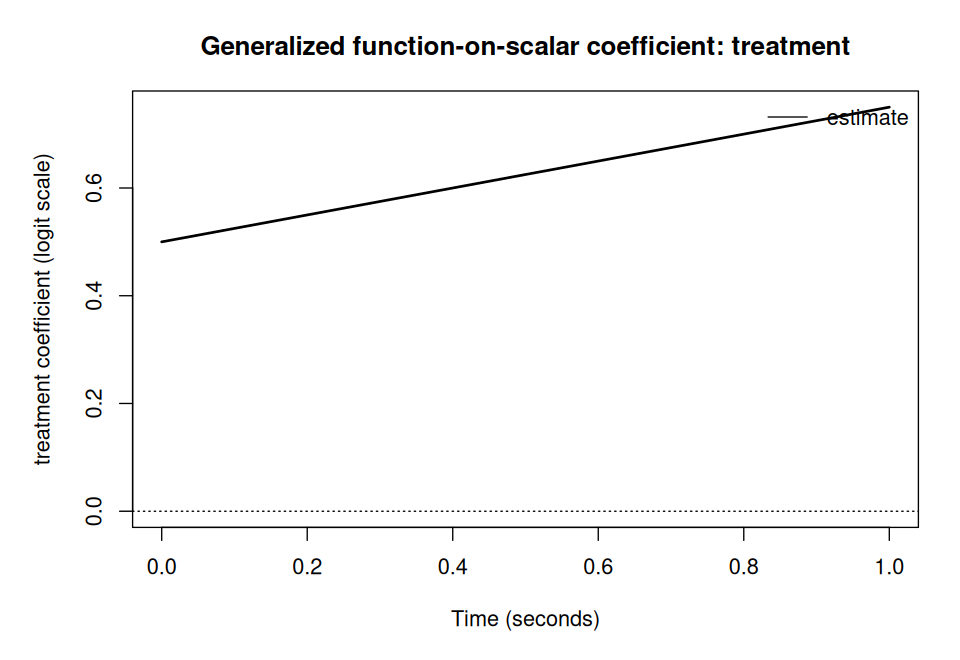 Generalized function-on-scalar coefficient: treatment
estimate
treatment coefficient (logit scale)
0.6
0.4
0.2
0.0
0.0 0.2 0.4 0.6 0.8 1.0
Time (seconds)